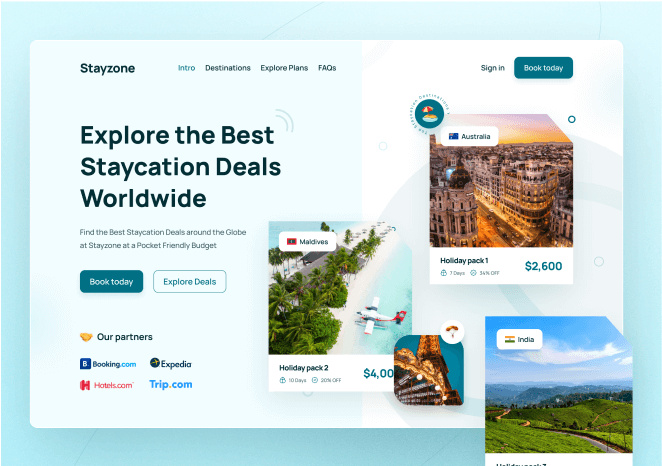 Stayzone
Intro
Destinations
Explore Plans
FAQs
Sign in
Book today
Explore the Best
Staycation Deals
Worldwide
Find the Best Staycation Deals around the Globe
at Stayzone at a Pocket Friendly Budget
Book today
Explore Deals
Our partners
Booking.com
Expedia
Hotels.com
Trip.com
Staycation Destinations
Australia
Holiday pack 1
7 Days
34% OFF
$2,600
Maldives
Holiday pack 2
10 Days
20% OFF
$4,00
India